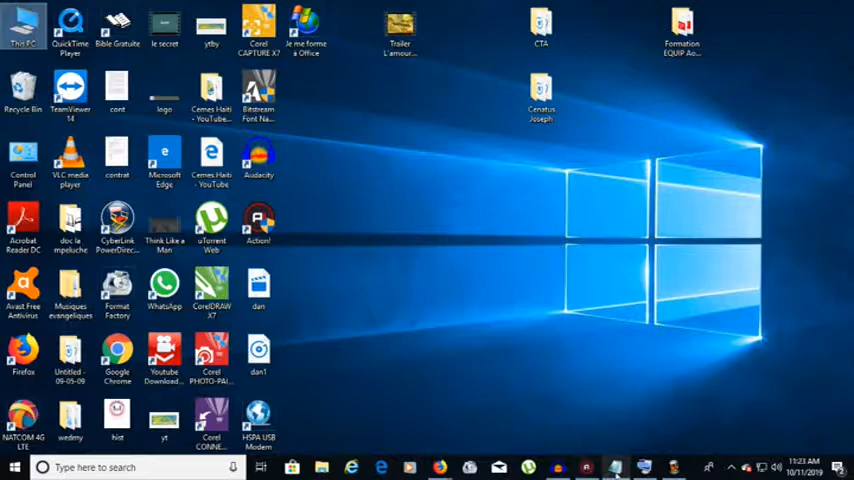 This PC
QuickTime
Player
Bible Gratuite
le secret
ytby
Corel
CAPTURE X7
Je me forme
à Office
Trailer
L'amour...
CTA
Formation
EQUIP Ao...
Recycle Bin
TeamViewer
14
cont
logo
Cemes Haiti
- YouTube...
Bitstream
Font Na...
Cenatus
Joseph
Control
Panel
VLC media
player
contrat
Microsoft
Edge
Cemes Haiti
- YouTube
Audacity
Acrobat
Reader DC
doc la
mpeluche
CyberLink
PowerDirec...
Think Like a
Man
uTorrent
Web
Action!
Avast Free
Antivirus
Musiques
evangeliques
Format
Factory
WhatsApp
CorelDRAW
X7
dan
Firefox
Untitled -
09-05-09
Google
Chrome
Youtube
Download...
Corel
PHOTO-PAI...
dan1
NATCOM 4G
LTE
wedmy
hist
yt
Corel
CONNE...
HSPA USB
Modem
Type here to search
11:23 AM
10/11/2019
2